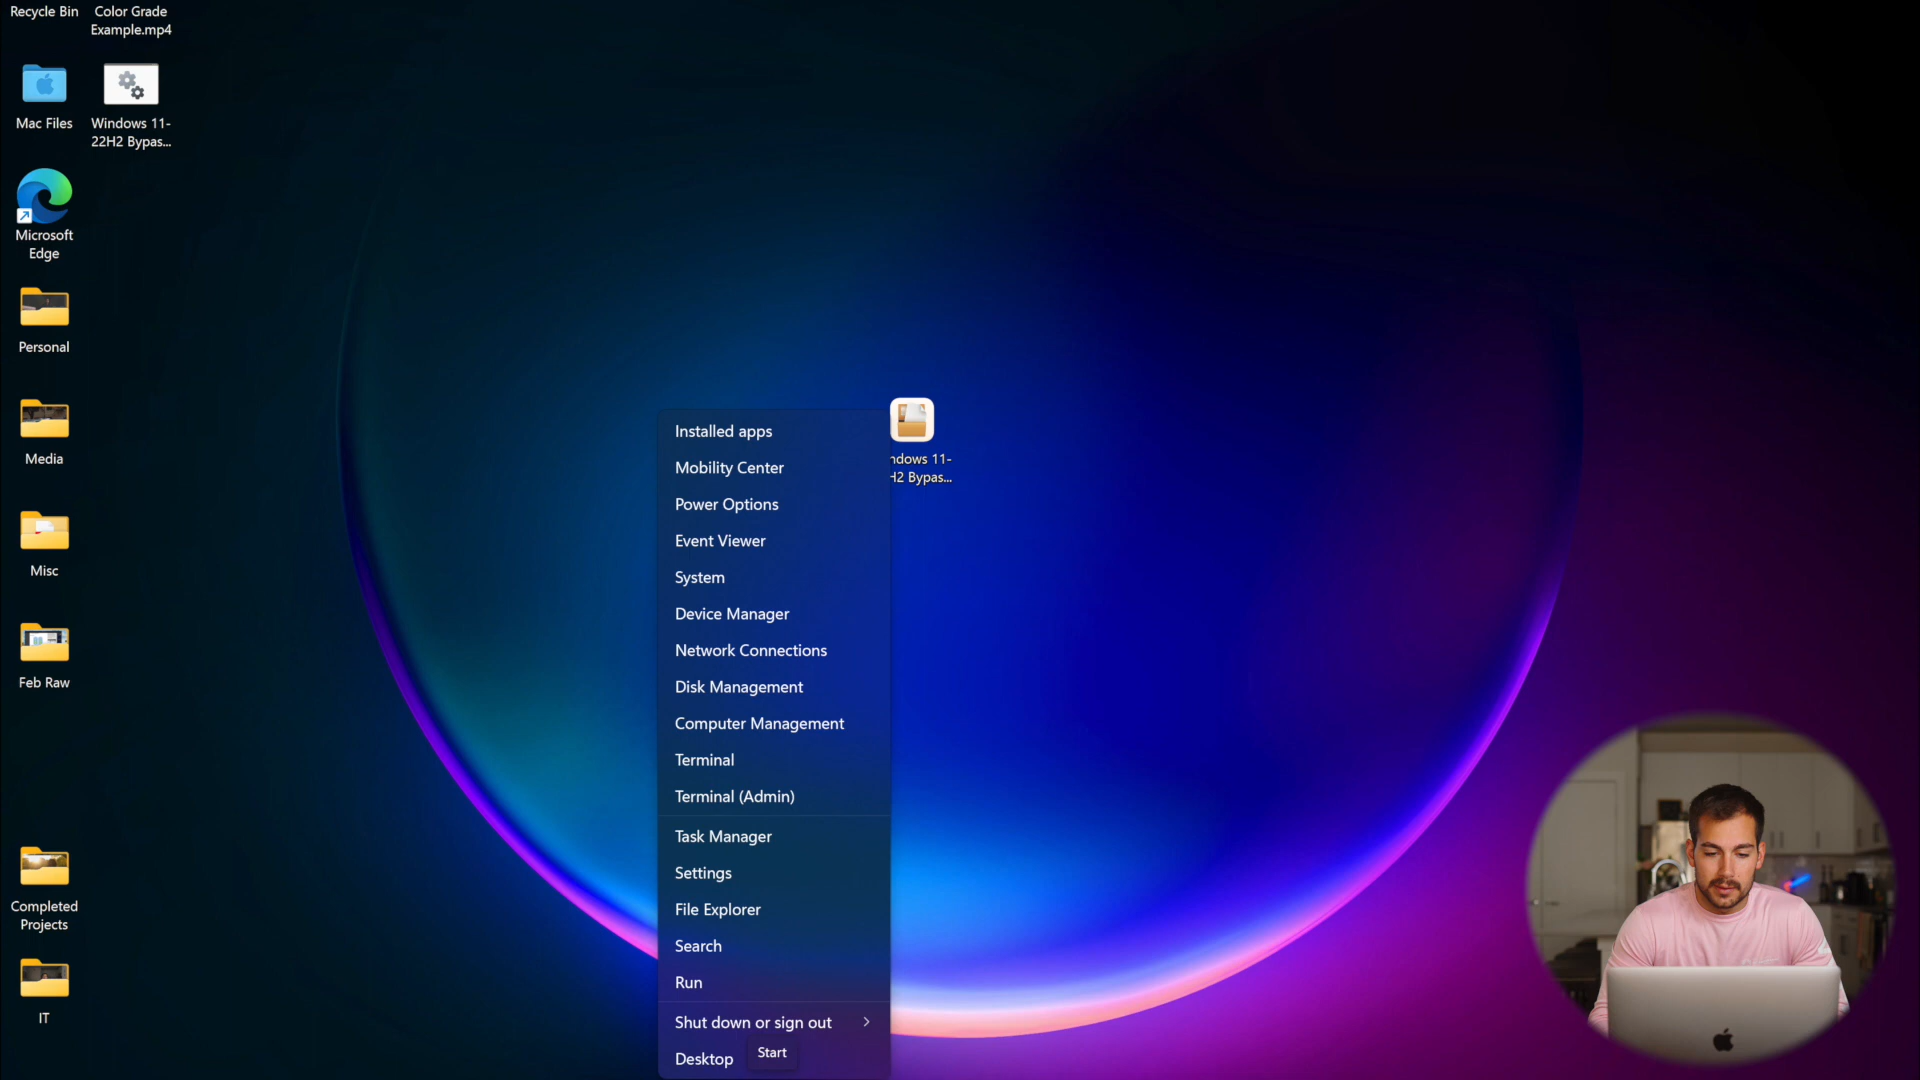 Recycle Bin
Color Grade
Example.mp4
Mac Files
Windows 11-
22H2 Bypas...
Microsoft
Edge
Personal
Media
Misc
Feb Raw
Completed
Projects
IT
ndows 11-
H2 Bypas...
Installed apps
Mobility Center
Power Options
Event Viewer
System
Device Manager
Network Connections
Disk Management
Computer Management
Terminal
Terminal (Admin)
Task Manager
Settings
File Explorer
Search
Run
Shut down or sign out
Desktop
Start